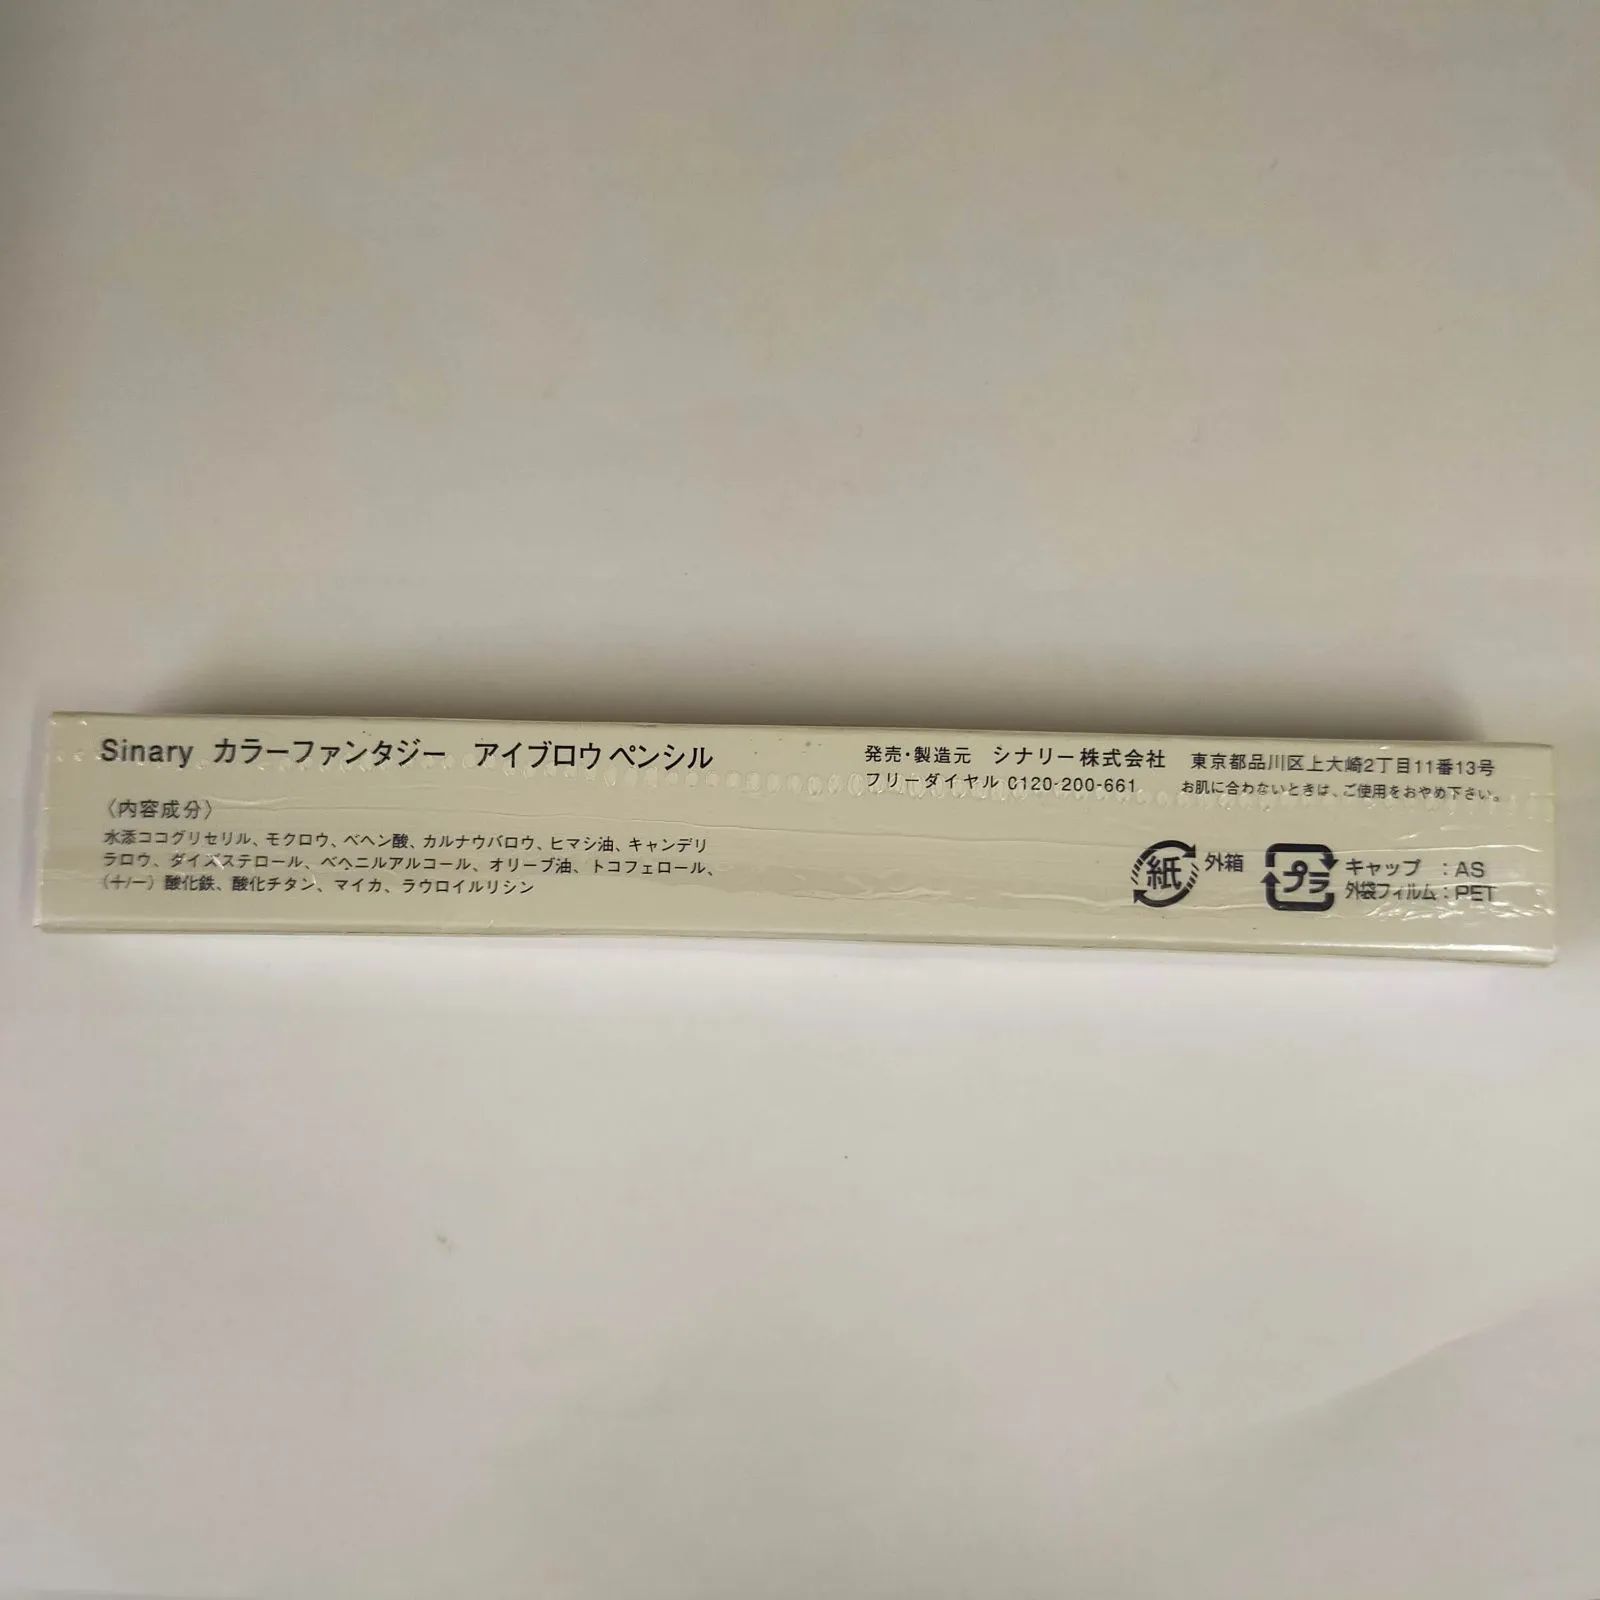 Sinary カラーファンタジー アイブロウ ペンシル
〈内容成分〉
水添ココグリセリル、モクロウ、ベヘン酸、カルナウバロウ、ヒマシ油、キャンデリ
ラロウ、ダイズステロール、ベヘニルアルコール、オリーブ油、トコフェロール、
（+/−）酸化鉄、酸化チタン、マイカ、ラウロイルリシン
発売・製造元 シナリー株式会社 東京都品川区上大崎2丁目11番13号
フリーダイヤル 0120-200-661 お肌に合わないときは、ご使用をおやめ下さい。
紙 外箱
プラ キャップ ：AS
外袋フィルム：PET